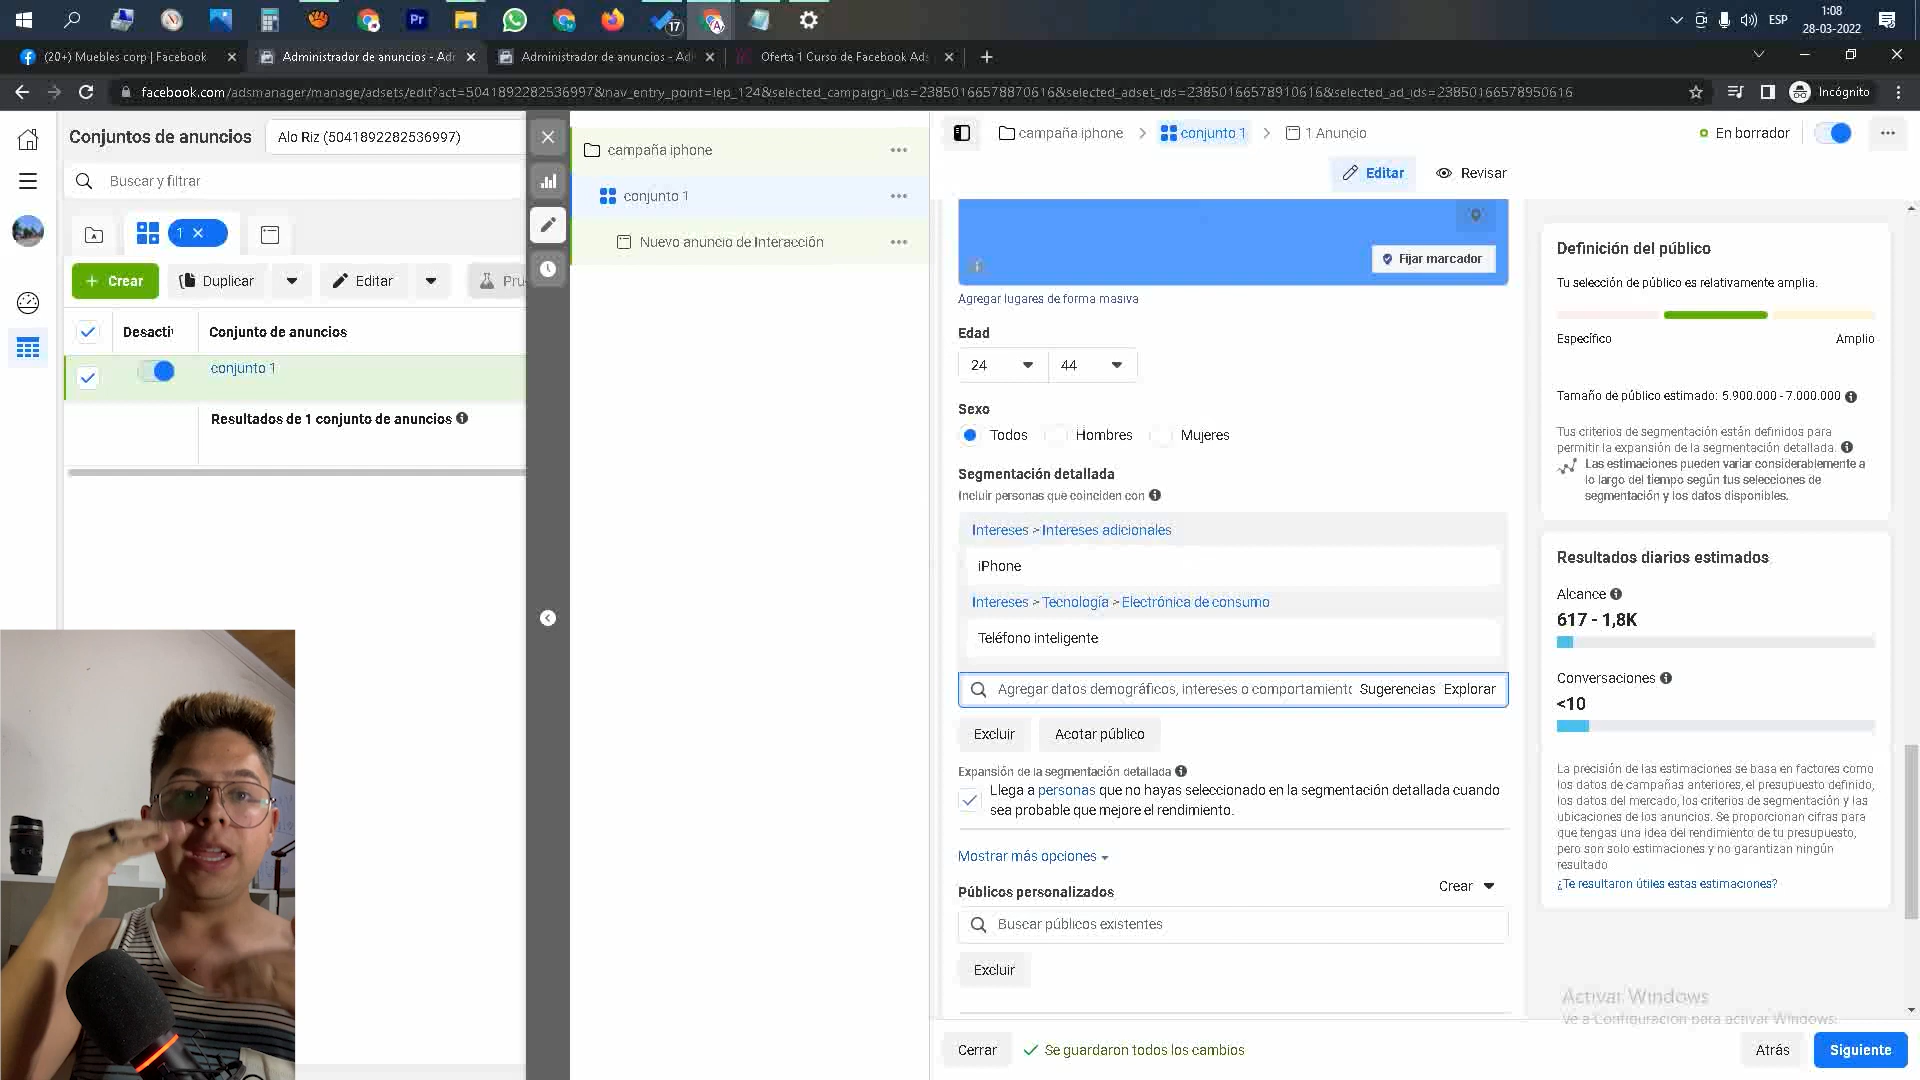 17
ESP
1:08
28-03-2022
(20+) Muebles corp | Facebook
Administrador de anuncios - Adr
Administrador de anuncios - Ad
Oferta 1 Curso de Facebook Ads
facebook.com/adsmanager/manage/adsets/edit?act=5041892282536997&nav_entry_point=lep_124&selected_campaign_ids=23850166578870616&selected_adset_ids=23850166578910616&selected_ad_ids=23850166578950616
Incógnito
Conjuntos de anuncios
Alo Riz (5041892282536997)
Buscar y filtrar
1
Crear
Duplicar
Editar
Pru
Desacti
Conjunto de anuncios
conjunto 1
Resultados de 1 conjunto de anuncios
campaña iphone
conjunto 1
Nuevo anuncio de Interacción
campaña iphone
conjunto 1
1 Anuncio
En borrador
Editar
Revisar
Fijar marcador
Agregar lugares de forma masiva
Edad
24
44
Sexo
Todos
Hombres
Mujeres
Segmentación detallada
Incluir personas que coinciden con
Intereses > Intereses adicionales
iPhone
Intereses > Tecnología > Electrónica de consumo
Teléfono inteligente
Agregar datos demográficos, intereses o comportamiento
Sugerencias
Explorar
Excluir
Acotar público
Expansión de la segmentación detallada
Llega a personas que no hayas seleccionado en la segmentación detallada cuando
sea probable que mejore el rendimiento.
Mostrar más opciones
Públicos personalizados
Crear
Buscar públicos existentes
Excluir
Cerrar
Se guardaron todos los cambios
Atrás
Siguiente
Definición del público
Tu selección de público es relativamente amplia.
Específico
Amplio
Tamaño de público estimado: 5.900.000 - 7.000.000
Tus criterios de segmentación están definidos para
permitir la expansión de la segmentación detallada.
Las estimaciones pueden variar considerablemente a
lo largo del tiempo según tus selecciones de
segmentación y los datos disponibles.
Resultados diarios estimados
Alcance
617 - 1,8K
Conversaciones
<10
La precisión de las estimaciones se basa en factores como
los datos de campañas anteriores, el presupuesto definido,
los datos del mercado, los criterios de segmentación y las
ubicaciones de los anuncios. Se proporcionan cifras para
que tengas una idea del rendimiento de tu presupuesto,
pero son solo estimaciones y no garantizan ningún
resultado
¿Te resultaron útiles estas estimaciones?
Activar Windows
Ve a Configuración para activar Windows.